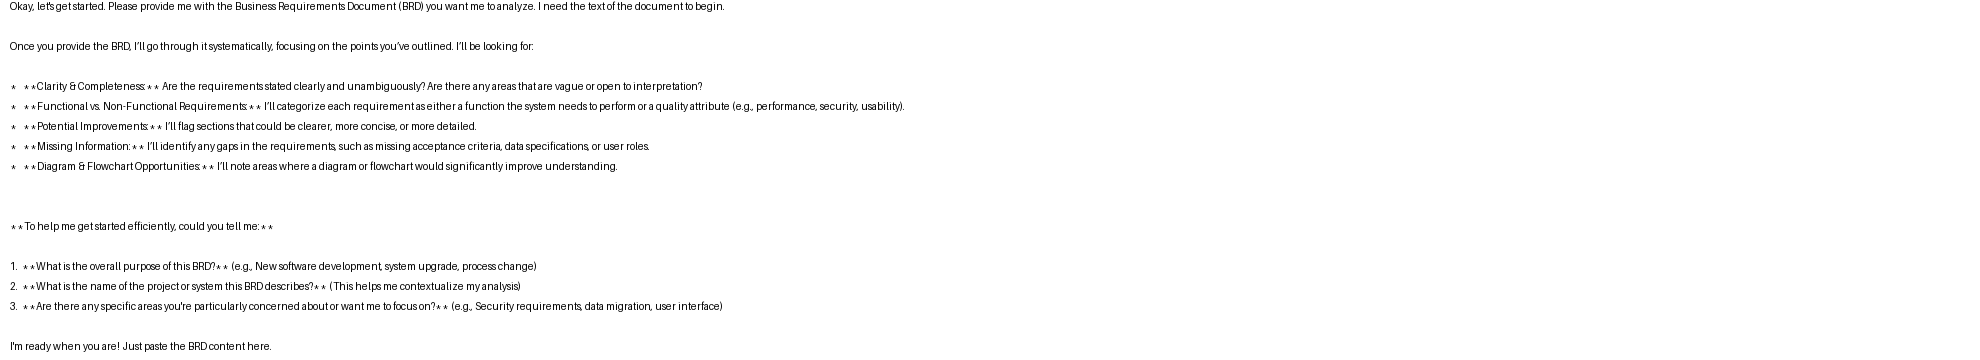 Okay, let's get started. Please provide me with the Business Requirements Document (BRD) you want me to analyze. I need the text of the document to begin.
Once you provide the BRD, I’ll go through it systematically, focusing on the points you’ve outlined. I’ll be looking for:
* **Clarity & Completeness:** Are the requirements stated clearly and unambiguously? Are there any areas that are vague or open to interpretation?
* **Functional vs. Non-Functional Requirements:** I’ll categorize each requirement as either a function the system needs to perform or a quality attribute (e.g., performance, security, usability).
* **Potential Improvements:** I’ll flag sections that could be clearer, more concise, or more detailed.
* **Missing Information:** I’ll identify any gaps in the requirements, such as missing acceptance criteria, data specifications, or user roles.
* **Diagram & Flowchart Opportunities:** I’ll note areas where a diagram or flowchart would significantly improve understanding.
**To help me get started efficiently, could you tell me:**
1. **What is the overall purpose of this BRD?** (e.g., New software development, system upgrade, process change)
2. **What is the name of the project or system this BRD describes?** (This helps me contextualize my analysis)
3. **Are there any specific areas you're particularly concerned about or want me to focus on?** (e.g., Security requirements, data migration, user interface)
I'm ready when you are! Just paste the BRD content here.